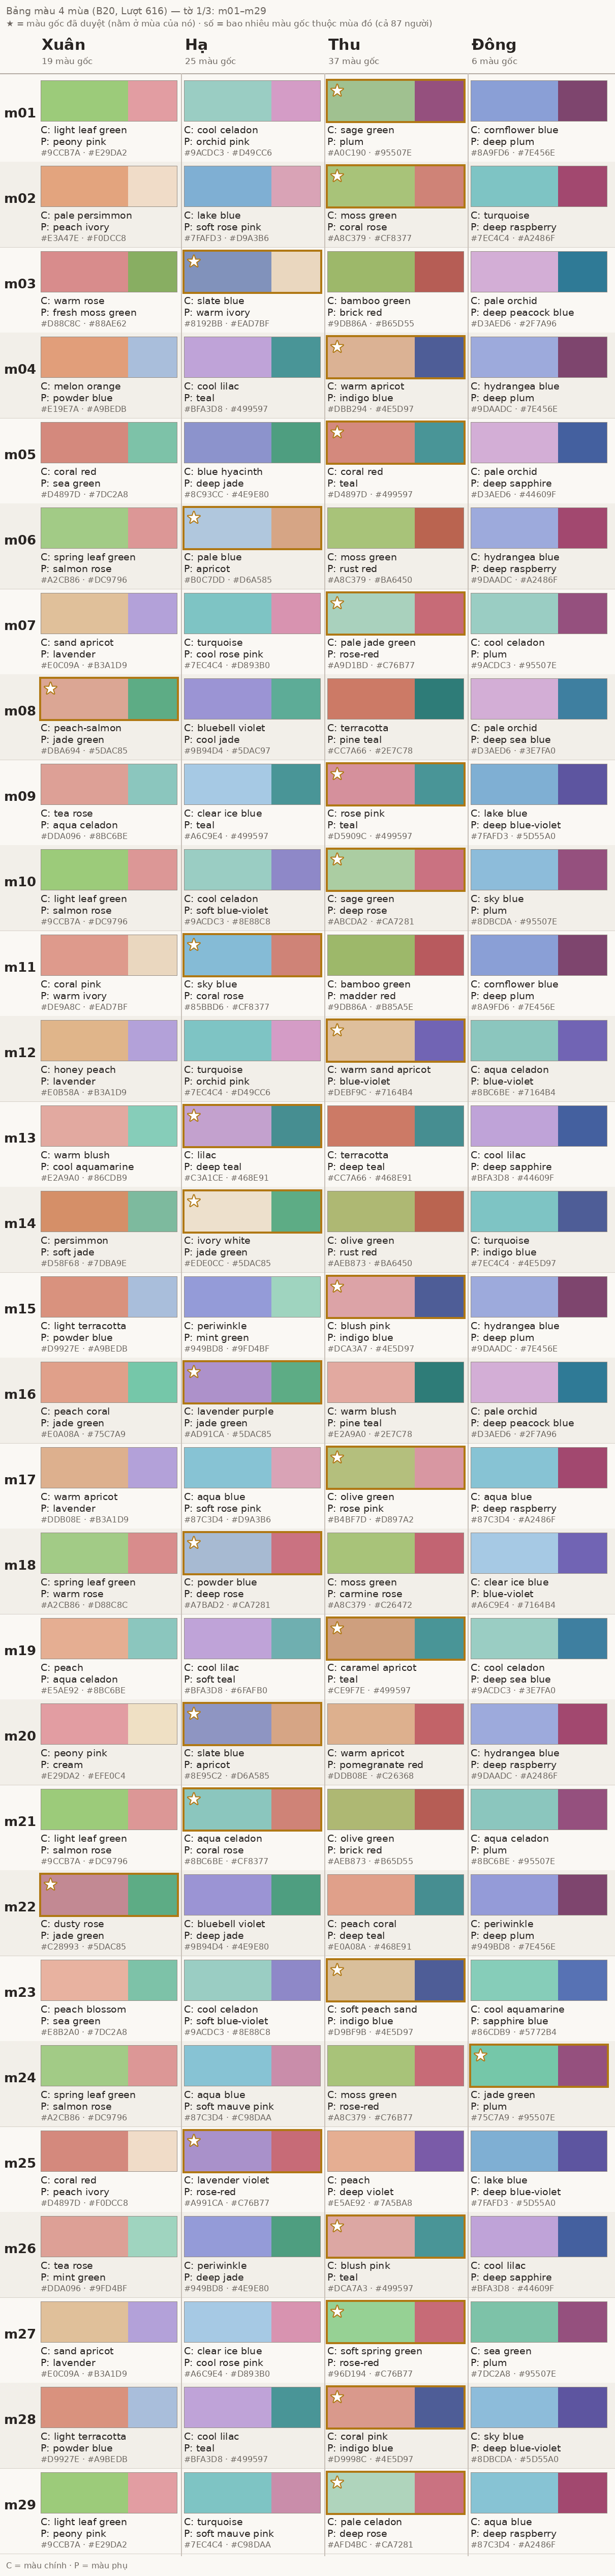 Bảng màu 4 mùa (B20, Lượt 616) — tờ 1/3: m01–m29
★ = màu gốc đã duyệt (nằm ở mùa của nó) · số = bao nhiêu màu gốc thuộc mùa đó (cả 87 người)
Xuân Hạ Thu Đông
19 màu gốc 25 màu gốc 37 màu gốc 6 màu gốc
m01
C: light leaf green C: cool celadon C: sage green C: cornflower blue
P: peony pink P: orchid pink P: plum P: deep plum
#9CCB7A · #E29DA2 #9ACDC3 · #D49CC6 #A0C190 · #95507E #8A9FD6 · #7E456E
m02
C: pale persimmon C: lake blue C: moss green C: turquoise
P: peach ivory P: soft rose pink P: coral rose P: deep raspberry
#E3A47E · #F0DCC8 #7FAFD3 · #D9A3B6 #A8C379 · #CF8377 #7EC4C4 · #A2486F
m03
C: warm rose C: slate blue C: bamboo green C: pale orchid
P: fresh moss green P: warm ivory P: brick red P: deep peacock blue
#D88C8C · #88AE62 #8192BB · #EAD7BF #9DB86A · #B65D55 #D3AED6 · #2F7A96
m04
C: melon orange C: cool lilac C: warm apricot C: hydrangea blue
P: powder blue P: teal P: indigo blue P: deep plum
#E19E7A · #A9BEDB #BFA3D8 · #499597 #DBB294 · #4E5D97 #9DAADC · #7E456E
m05
C: coral red C: blue hyacinth C: coral red C: pale orchid
P: sea green P: deep jade P: teal P: deep sapphire
#D4897D · #7DC2A8 #8C93CC · #4E9E80 #D4897D · #499597 #D3AED6 · #44609F
m06
C: spring leaf green C: pale blue C: moss green C: hydrangea blue
P: salmon rose P: apricot P: rust red P: deep raspberry
#A2CB86 · #DC9796 #B0C7DD · #D6A585 #A8C379 · #BA6450 #9DAADC · #A2486F
m07
C: sand apricot C: turquoise C: pale jade green C: cool celadon
P: lavender P: cool rose pink P: rose-red P: plum
#E0C09A · #B3A1D9 #7EC4C4 · #D893B0 #A9D1BD · #C76B77 #9ACDC3 · #95507E
m08
C: peach-salmon C: bluebell violet C: terracotta C: pale orchid
P: jade green P: cool jade P: pine teal P: deep sea blue
#DBA694 · #5DAC85 #9B94D4 · #5DAC97 #CC7A66 · #2E7C78 #D3AED6 · #3E7FA0
m09
C: tea rose C: clear ice blue C: rose pink C: lake blue
P: aqua celadon P: teal P: teal P: deep blue-violet
#DDA096 · #8BC6BE #A6C9E4 · #499597 #D5909C · #499597 #7FAFD3 · #5D55A0
m10
C: light leaf green C: cool celadon C: sage green C: sky blue
P: salmon rose P: soft blue-violet P: deep rose P: plum
#9CCB7A · #DC9796 #9ACDC3 · #8E88C8 #ABCDA2 · #CA7281 #8DBCDA · #95507E
m11
C: coral pink C: sky blue C: bamboo green C: cornflower blue
P: warm ivory P: coral rose P: madder red P: deep plum
#DE9A8C · #EAD7BF #85BBD6 · #CF8377 #9DB86A · #B85A5E #8A9FD6 · #7E456E
m12
C: honey peach C: turquoise C: warm sand apricot C: aqua celadon
P: lavender P: orchid pink P: blue-violet P: blue-violet
#E0B58A · #B3A1D9 #7EC4C4 · #D49CC6 #DEBF9C · #7164B4 #8BC6BE · #7164B4
m13
C: warm blush C: lilac C: terracotta C: cool lilac
P: cool aquamarine P: deep teal P: deep teal P: deep sapphire
#E2A9A0 · #86CDB9 #C3A1CE · #468E91 #CC7A66 · #468E91 #BFA3D8 · #44609F
m14
C: persimmon C: ivory white C: olive green C: turquoise
P: soft jade P: jade green P: rust red P: indigo blue
#D58F68 · #7DBA9E #EDE0CC · #5DAC85 #AEB873 · #BA6450 #7EC4C4 · #4E5D97
m15
C: light terracotta C: periwinkle C: blush pink C: hydrangea blue
P: powder blue P: mint green P: indigo blue P: deep plum
#D9927E · #A9BEDB #949BD8 · #9FD4BF #DCA3A7 · #4E5D97 #9DAADC · #7E456E
m16
C: peach coral C: lavender purple C: warm blush C: pale orchid
P: jade green P: jade green P: pine teal P: deep peacock blue
#E0A08A · #75C7A9 #AD91CA · #5DAC85 #E2A9A0 · #2E7C78 #D3AED6 · #2F7A96
m17
C: warm apricot C: aqua blue C: olive green C: aqua blue
P: lavender P: soft rose pink P: rose pink P: deep raspberry
#DDB08E · #B3A1D9 #87C3D4 · #D9A3B6 #B4BF7D · #D897A2 #87C3D4 · #A2486F
m18
C: spring leaf green C: powder blue C: moss green C: clear ice blue
P: warm rose P: deep rose P: carmine rose P: blue-violet
#A2CB86 · #D88C8C #A7BAD2 · #CA7281 #A8C379 · #C26472 #A6C9E4 · #7164B4
m19
C: peach C: cool lilac C: caramel apricot C: cool celadon
P: aqua celadon P: soft teal P: teal P: deep sea blue
#E5AE92 · #8BC6BE #BFA3D8 · #6FAFB0 #CE9F7E · #499597 #9ACDC3 · #3E7FA0
m20
C: peony pink C: slate blue C: warm apricot C: hydrangea blue
P: cream P: apricot P: pomegranate red P: deep raspberry
#E29DA2 · #EFE0C4 #8E95C2 · #D6A585 #DDB08E · #C26368 #9DAADC · #A2486F
m21
C: light leaf green C: aqua celadon C: olive green C: aqua celadon
P: salmon rose P: coral rose P: brick red P: plum
#9CCB7A · #DC9796 #8BC6BE · #CF8377 #AEB873 · #B65D55 #8BC6BE · #95507E
m22
C: dusty rose C: bluebell violet C: peach coral C: periwinkle
P: jade green P: deep jade P: deep teal P: deep plum
#C28993 · #5DAC85 #9B94D4 · #4E9E80 #E0A08A · #468E91 #949BD8 · #7E456E
m23
C: peach blossom C: cool celadon C: soft peach sand C: cool aquamarine
P: sea green P: soft blue-violet P: indigo blue P: sapphire blue
#E8B2A0 · #7DC2A8 #9ACDC3 · #8E88C8 #D9BF9B · #4E5D97 #86CDB9 · #5772B4
m24
C: spring leaf green C: aqua blue C: moss green C: jade green
P: salmon rose P: soft mauve pink P: rose-red P: plum
#A2CB86 · #DC9796 #87C3D4 · #C98DAA #A8C379 · #C76B77 #75C7A9 · #95507E
m25
C: coral red C: lavender violet C: peach C: lake blue
P: peach ivory P: rose-red P: deep violet P: deep blue-violet
#D4897D · #F0DCC8 #A991CA · #C76B77 #E5AE92 · #7A5BA8 #7FAFD3 · #5D55A0
m26
C: tea rose C: periwinkle C: blush pink C: cool lilac
P: mint green P: deep jade P: teal P: deep sapphire
#DDA096 · #9FD4BF #949BD8 · #4E9E80 #DCA7A3 · #499597 #BFA3D8 · #44609F
m27
C: sand apricot C: clear ice blue C: soft spring green C: sea green
P: lavender P: cool rose pink P: rose-red P: plum
#E0C09A · #B3A1D9 #A6C9E4 · #D893B0 #96D194 · #C76B77 #7DC2A8 · #95507E
m28
C: light terracotta C: cool lilac C: coral pink C: sky blue
P: powder blue P: teal P: indigo blue P: deep blue-violet
#D9927E · #A9BEDB #BFA3D8 · #499597 #D9998C · #4E5D97 #8DBCDA · #5D55A0
m29
C: light leaf green C: turquoise C: pale celadon C: aqua blue
P: peony pink P: soft mauve pink P: deep rose P: deep raspberry
#9CCB7A · #E29DA2 #7EC4C4 · #C98DAA #AFD4BC · #CA7281 #87C3D4 · #A2486F
C = màu chính · P = màu phụ